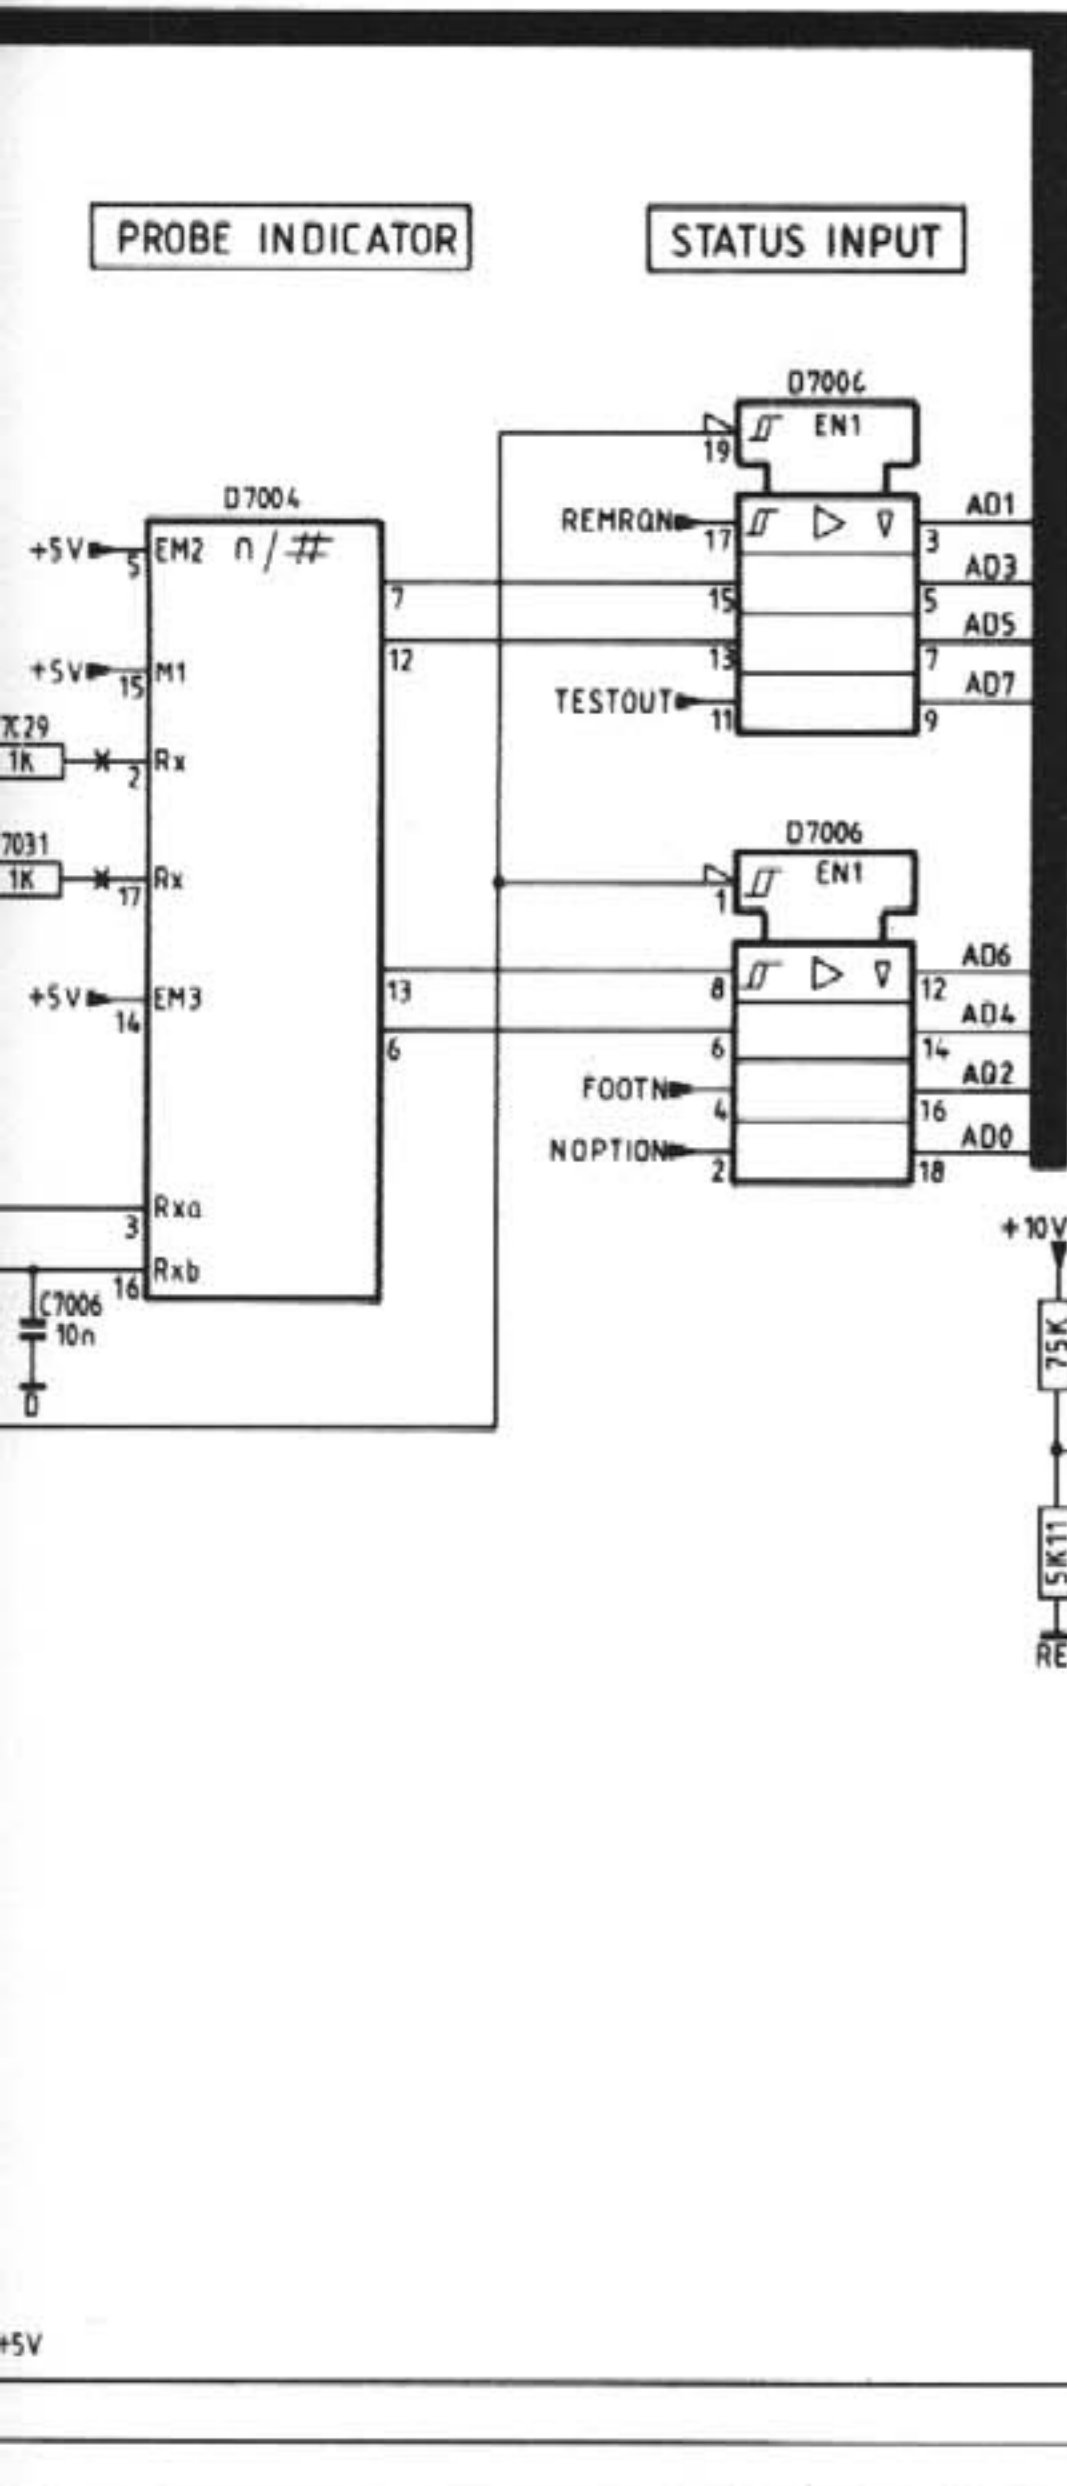 PROBE INDICATOR
STATUS INPUT
D7006
19
EN1
REMRQN
17
3
AD1
15
5
AD3
13
7
AD5
TESTOUT
11
9
AD7
D7004
+5V
5
EM2
∩/#
7
12
+5V
15
M1
1K
2
Rx
7031
1K
17
Rx
+5V
14
EM3
13
6
3
Rxa
16
Rxb
C7006
10n
D7006
1
EN1
8
12
AD6
6
14
AD4
FOOTN
4
16
AD2
NOPTION
2
18
AD0
+10V
75K
5K11
RE
+5V